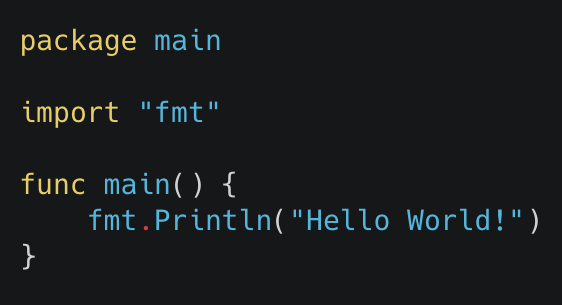 package main

import "fmt"

func main() {
    fmt.Println("Hello World!")
}